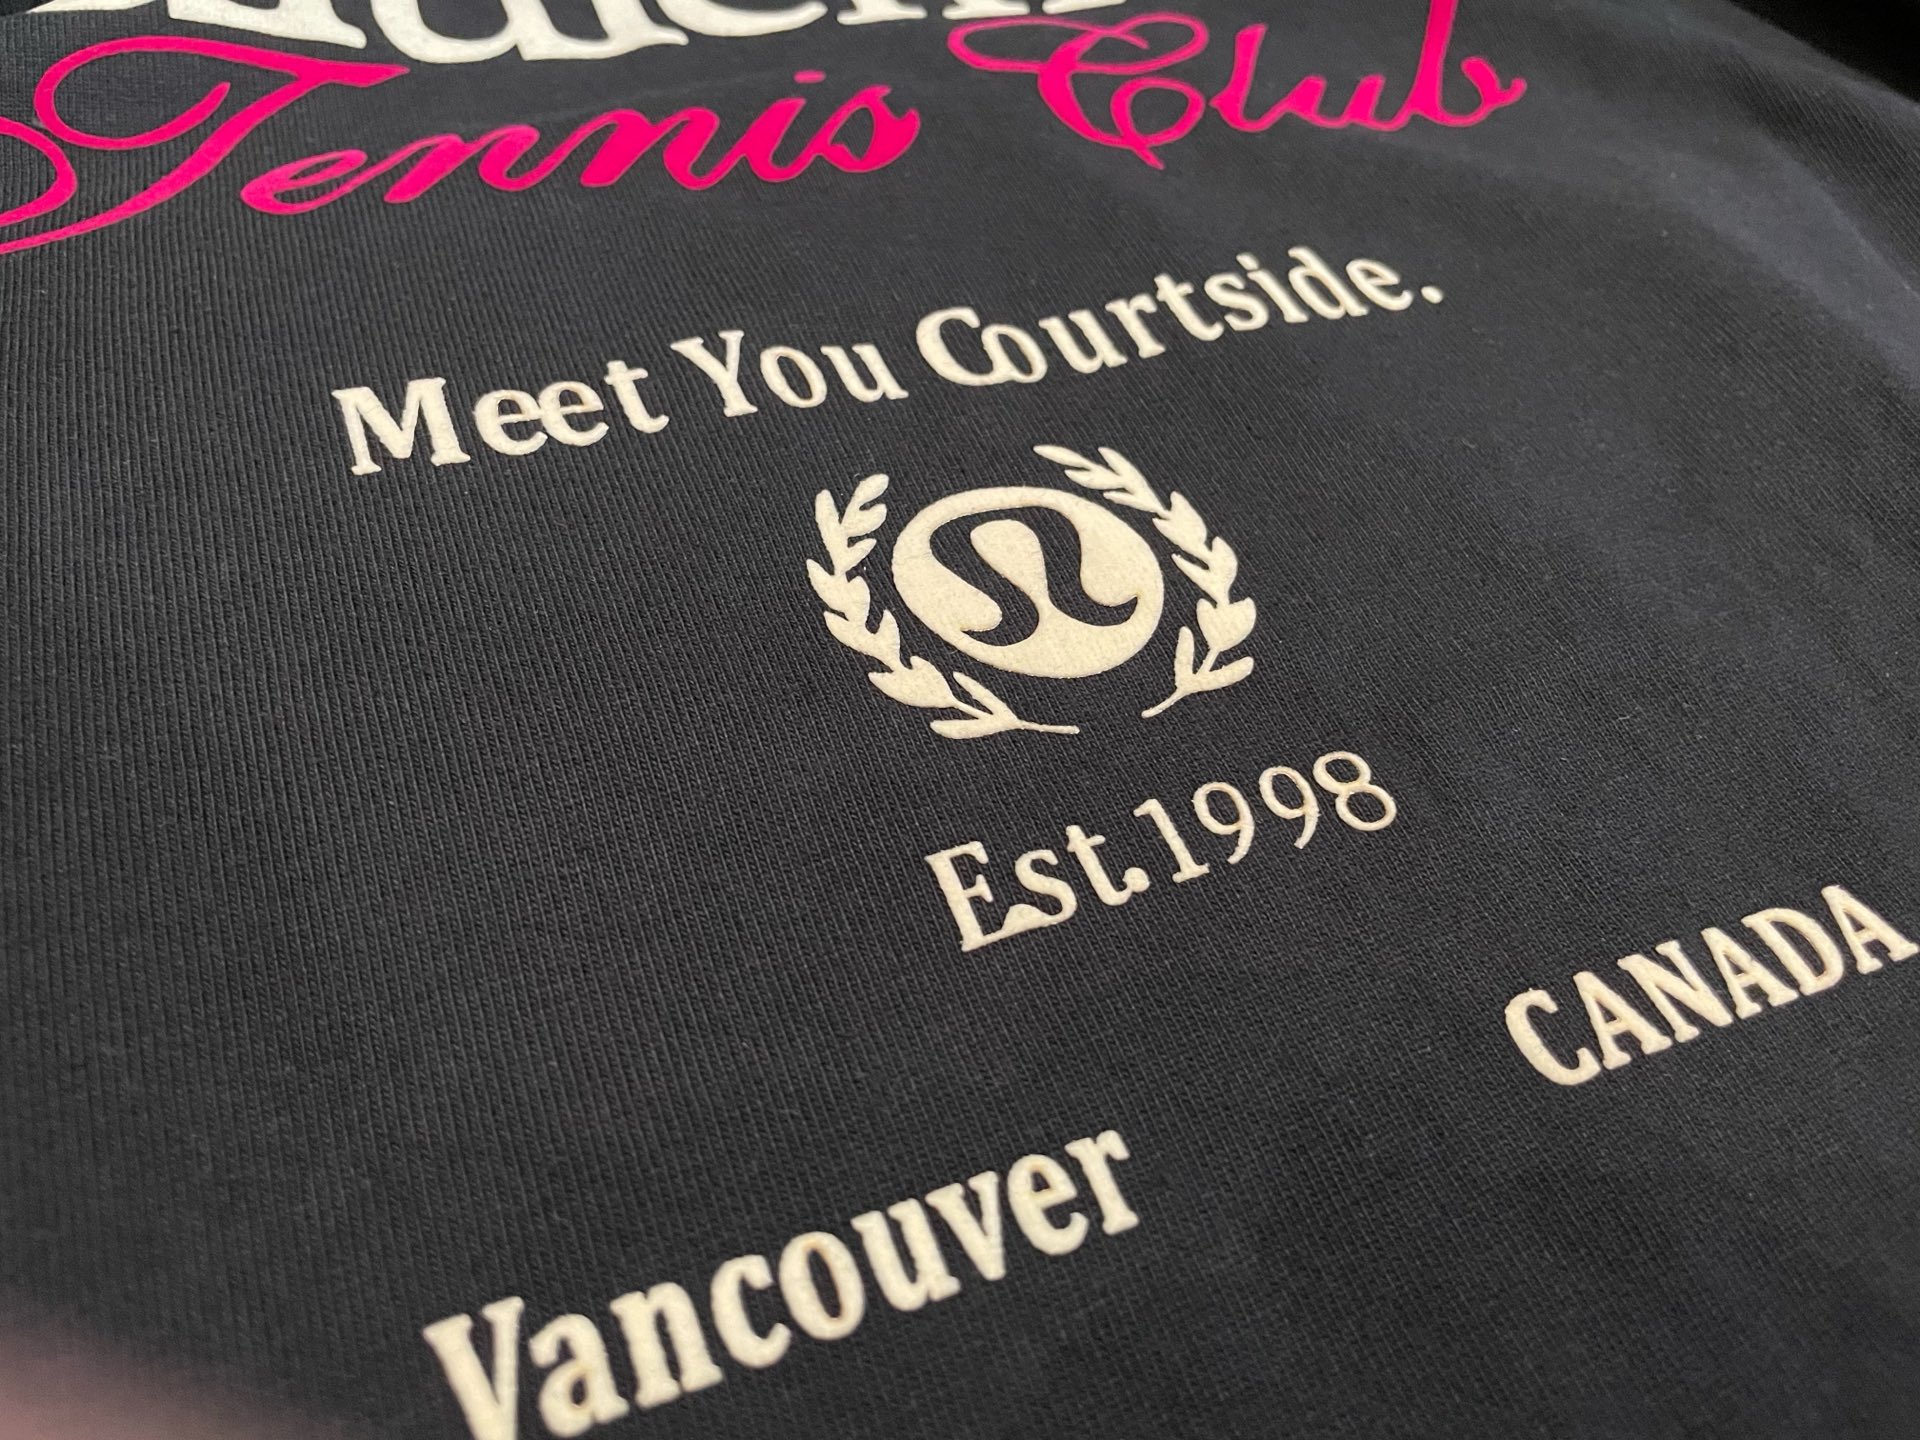 Tennis Club
Meet You Courtside.
Est.1998
CANADA
Vancouver